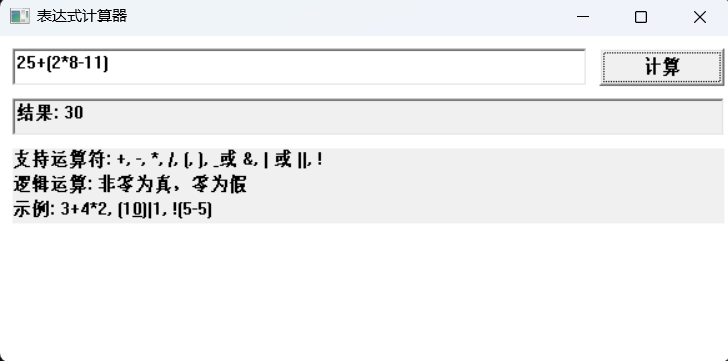 表达式计算器
25+(2*8-11)
计算
结果: 30
支持运算符: +, -, *, /, (, ), _或 &, | 或 ||, !
逻辑运算: 非零为真，零为假
示例: 3+4*2, (10)|1, !(5-5)